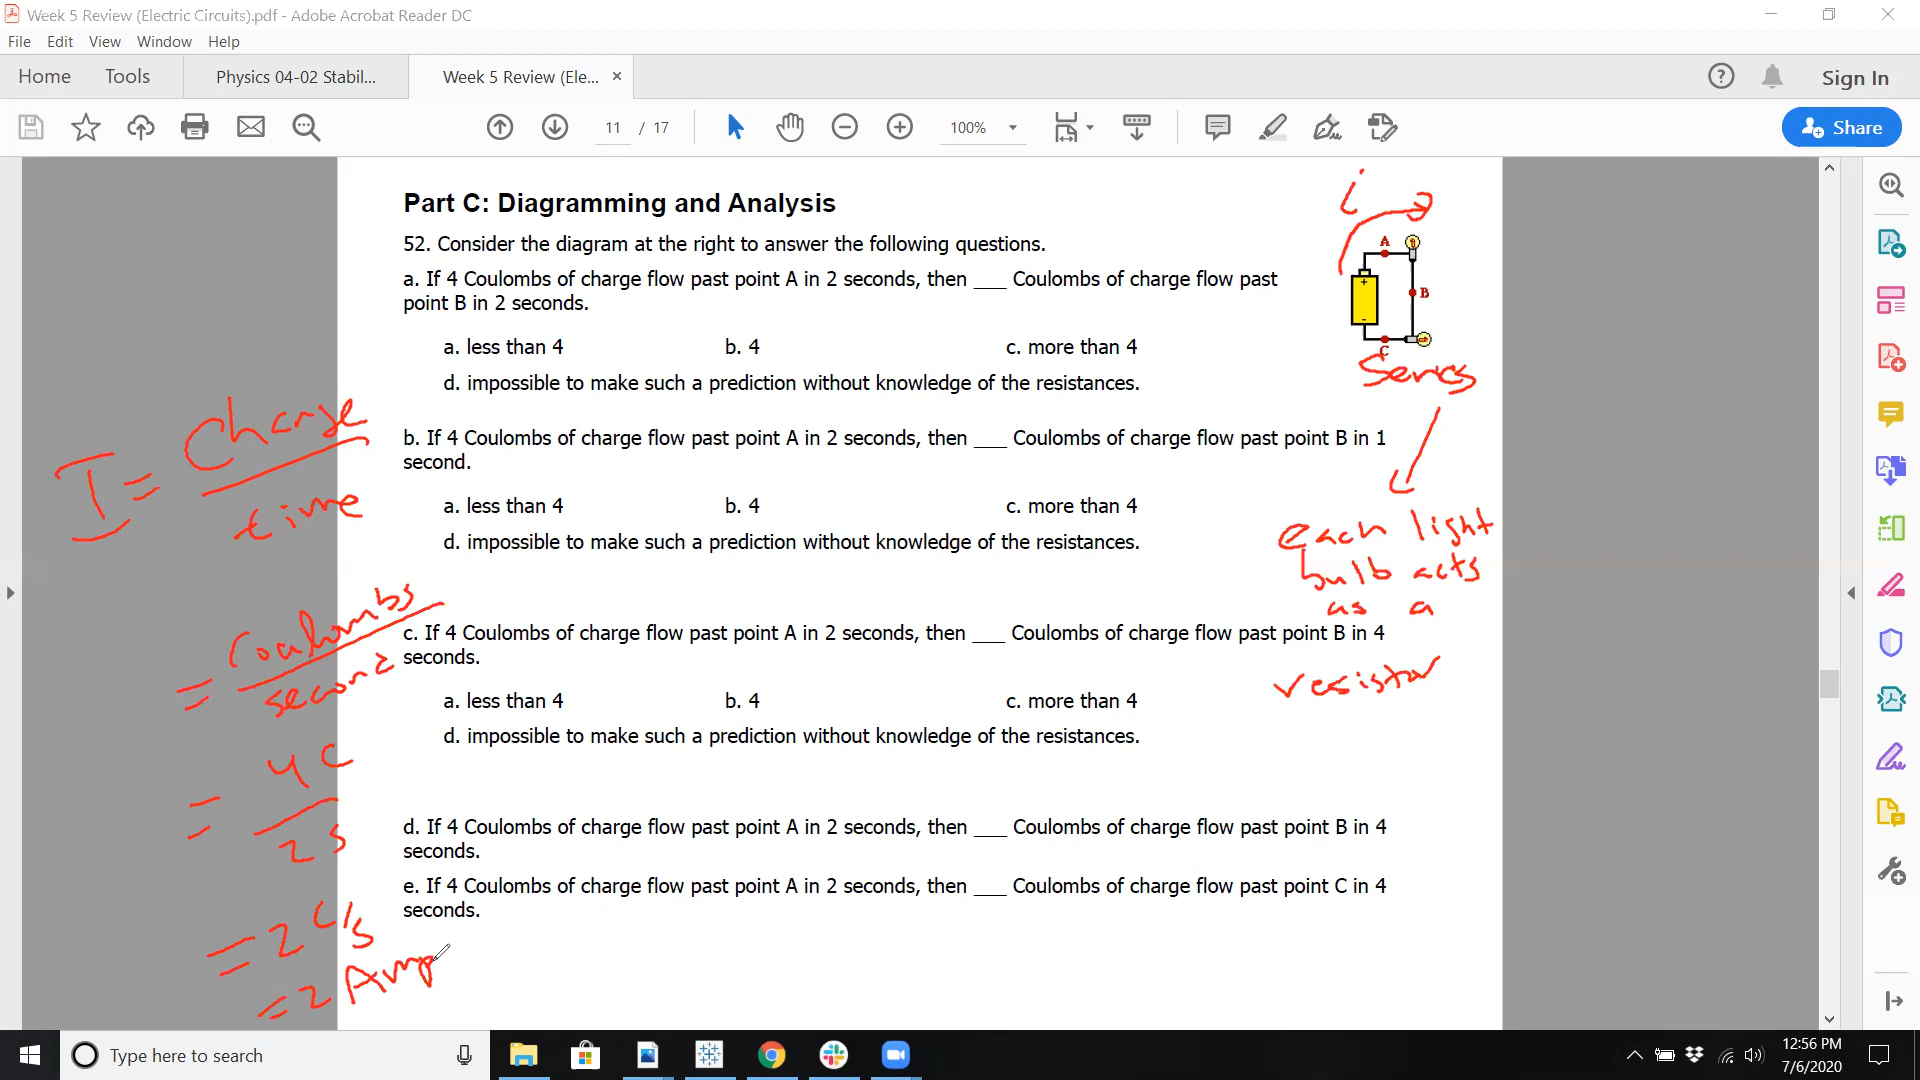 Week 5 Review (Electric Circuits).pdf - Adobe Acrobat Reader DC
File Edit View Window Help
Home Tools Physics 04-02 Stabil... Week 5 Review (Ele... × Sign In
11 / 17 100% Share
Part C: Diagramming and Analysis
52. Consider the diagram at the right to answer the following questions.
a. If 4 Coulombs of charge flow past point A in 2 seconds, then ___ Coulombs of charge flow past
point B in 2 seconds.
a. less than 4 b. 4 c. more than 4
d. impossible to make such a prediction without knowledge of the resistances.
b. If 4 Coulombs of charge flow past point A in 2 seconds, then ___ Coulombs of charge flow past point B in 1
second.
a. less than 4 b. 4 c. more than 4
d. impossible to make such a prediction without knowledge of the resistances.
c. If 4 Coulombs of charge flow past point A in 2 seconds, then ___ Coulombs of charge flow past point B in 4
seconds.
a. less than 4 b. 4 c. more than 4
d. impossible to make such a prediction without knowledge of the resistances.
d. If 4 Coulombs of charge flow past point A in 2 seconds, then ___ Coulombs of charge flow past point B in 4
seconds.
e. If 4 Coulombs of charge flow past point A in 2 seconds, then ___ Coulombs of charge flow past point C in 4
seconds.
i
A
+
B
-
C
Series
each light
bulb acts
as a
resistor
I = Charge
time
= Coulombs
second
= 4 C
2 s
= 2 C/s
= 2 Amp
Type here to search
12:56 PM
7/6/2020